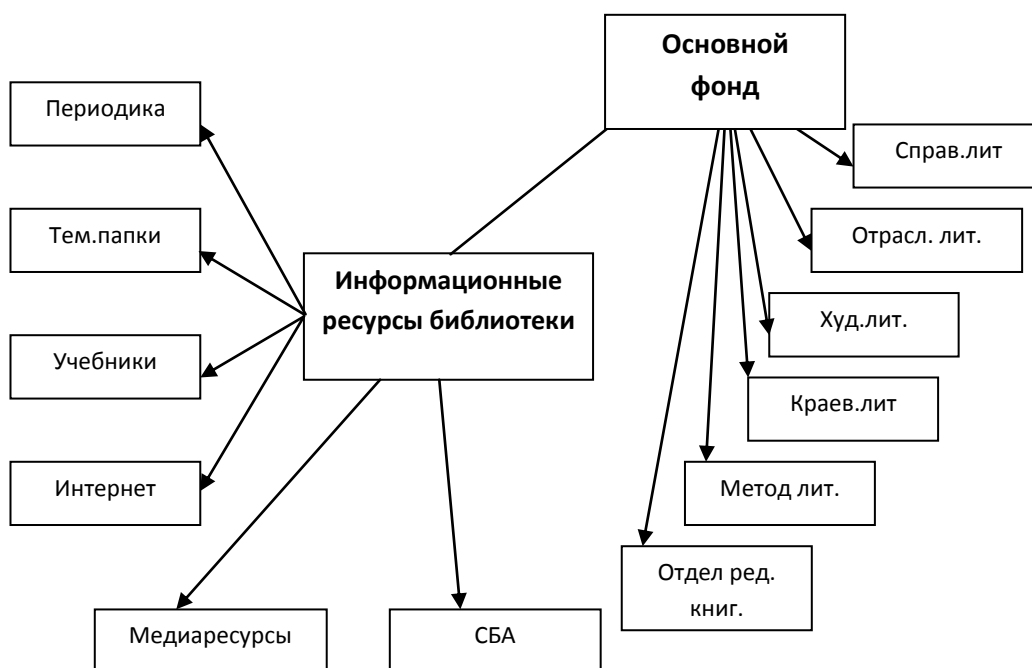 Основной
фонд
Периодика
Справ.лит
Тем.папки
Отрасл. лит.
Информационные
ресурсы библиотеки
Худ.лит.
Учебники
Краев.лит
Интернет
Метод лит.
Отдел ред.
книг.
Медиаресурсы
СБА